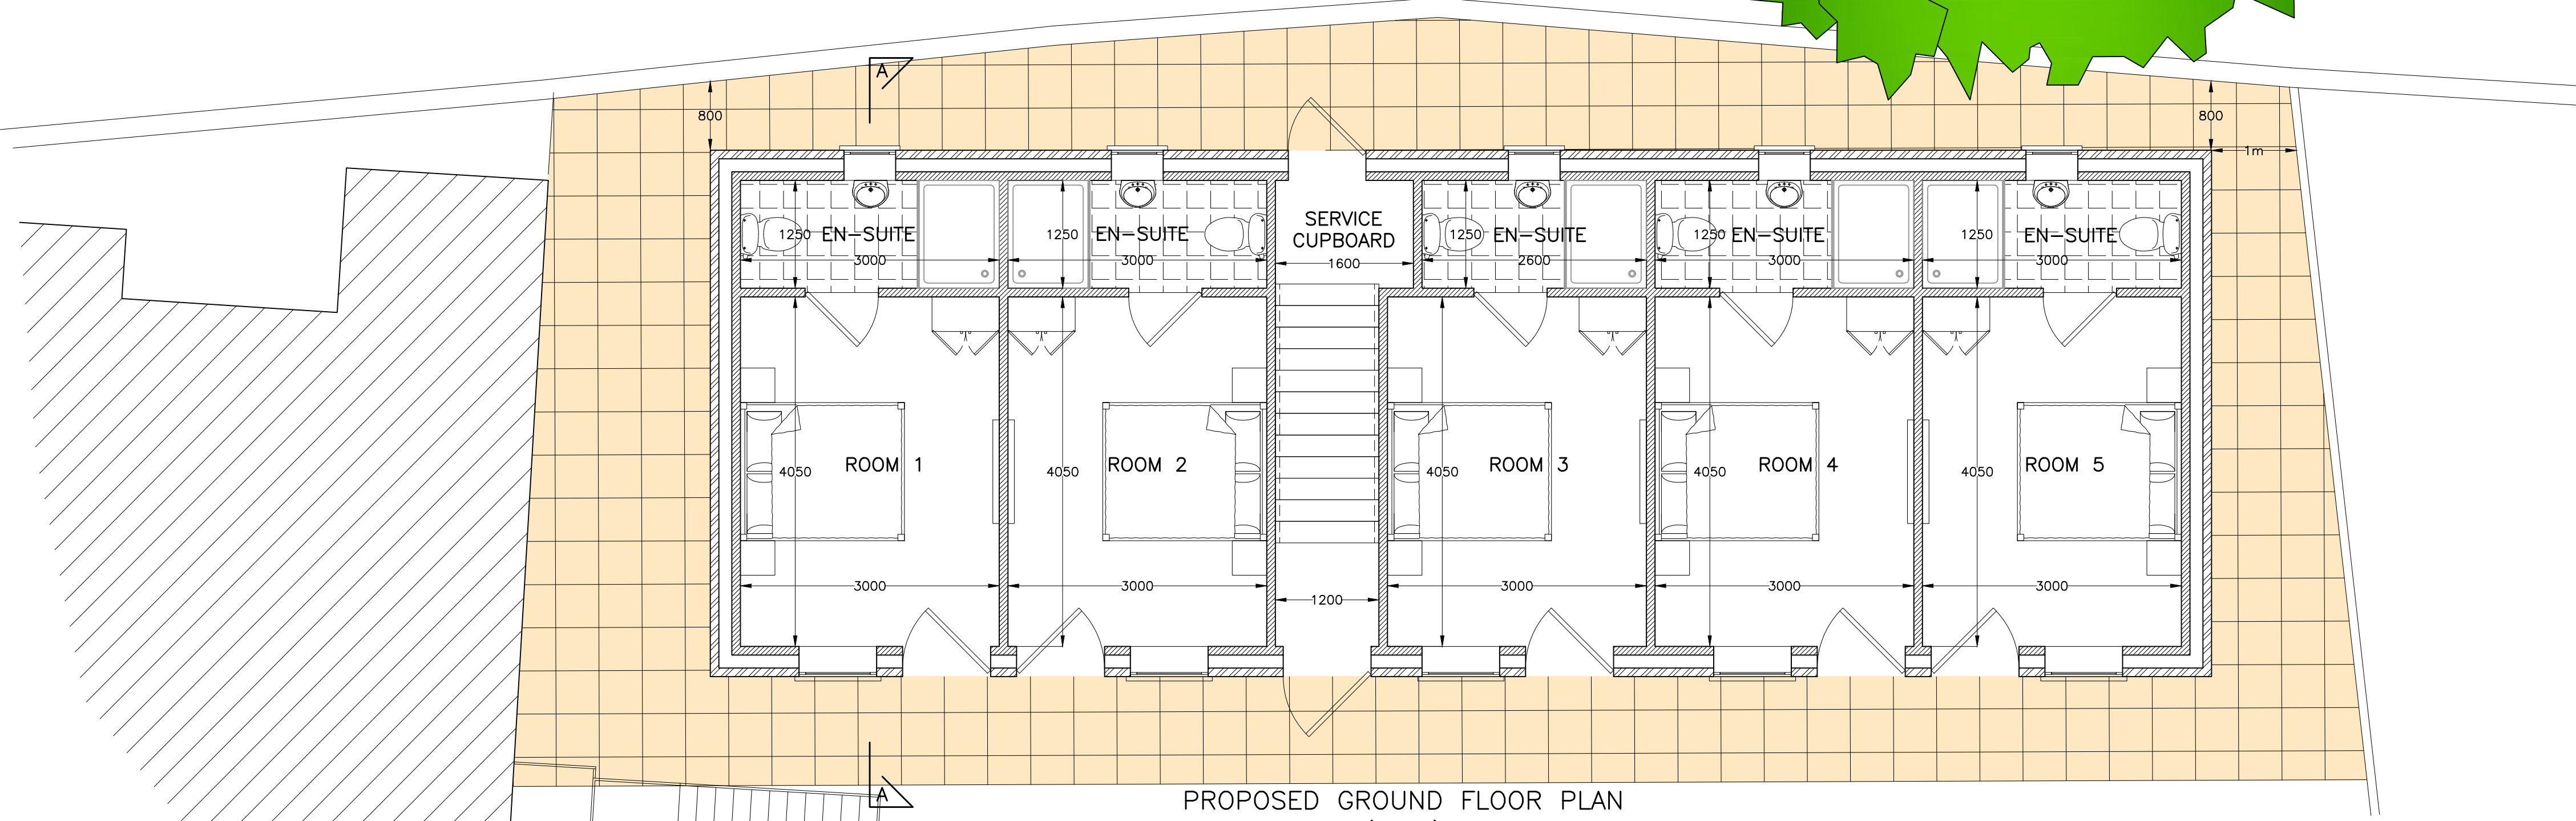 A
800
800
1m
SERVICE
CUPBOARD
1250 EN-SUITE
1250 EN-SUITE
1250 EN-SUITE
1250 EN-SUITE
1250 EN-SUITE
3000
3000
1600
2600
3000
3000
ROOM 1
ROOM 2
ROOM 3
ROOM 4
ROOM 5
4050
4050
4050
4050
4050
3000
3000
1200
3000
3000
3000
A
PROPOSED GROUND FLOOR PLAN